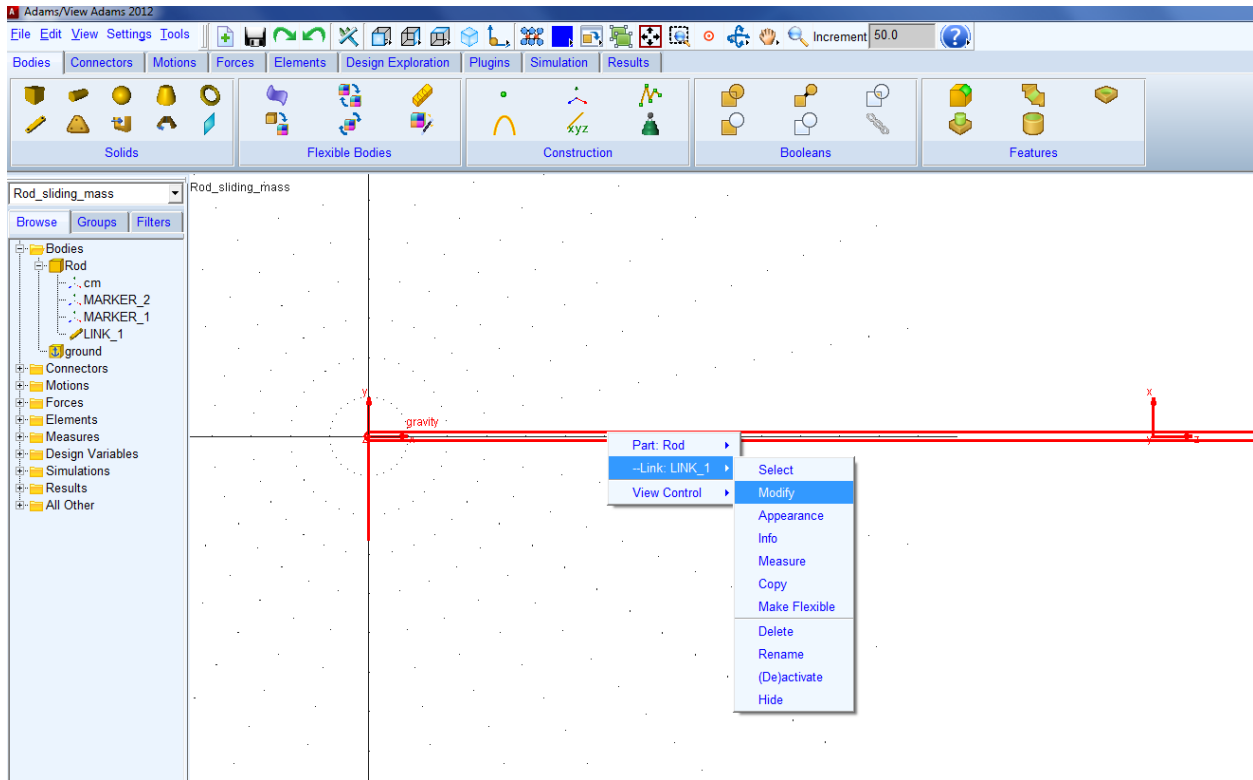 Adams/View Adams 2012
File Edit View Settings Tools
Increment 50.0
Bodies Connectors Motions Forces Elements Design Exploration Plugins Simulation Results
xyz
Solids Flexible Bodies Construction Booleans Features
Rod_sliding_mass
Browse Groups Filters
Bodies
Rod
cm
MARKER_2
MARKER_1
LINK_1
ground
Connectors
Motions
Forces
Elements
Measures
Design Variables
Simulations
Results
All Other
Rod_sliding_mass
y
gravity
x
z
x
y
z
Part: Rod
--Link: LINK_1
View Control
Select
Modify
Appearance
Info
Measure
Copy
Make Flexible
Delete
Rename
(De)activate
Hide